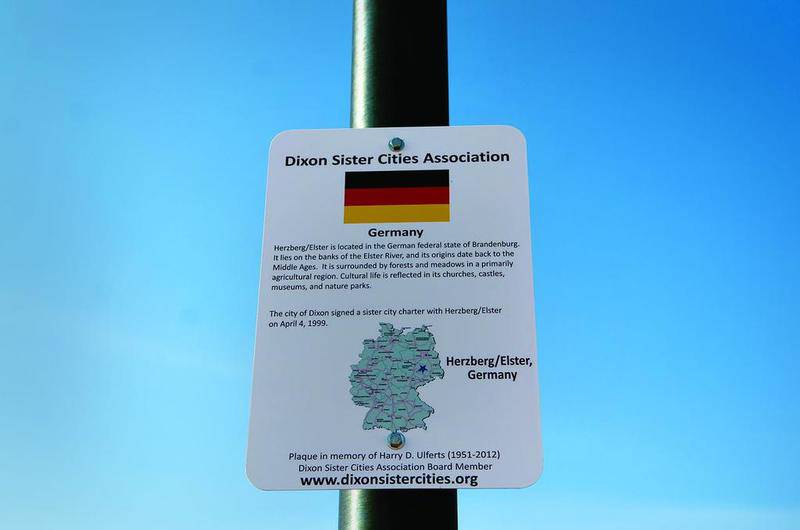 Dixon Sister Cities Association
Germany
Herzberg/Elster is located in the German federal state of Brandenburg.
It lies on the banks of the Elster River, and its origins date back to the
Middle Ages. It is surrounded by forests and meadows in a primarily
agricultural region. Cultural life is reflected in its churches, castles,
museums, and nature parks.
The city of Dixon signed a sister city charter with Herzberg/Elster
on April 4, 1999.
Herzberg/Elster,
Germany
Plaque in memory of Harry D. Ulferts (1951-2012)
Dixon Sister Cities Association Board Member
www.dixonsistercities.org